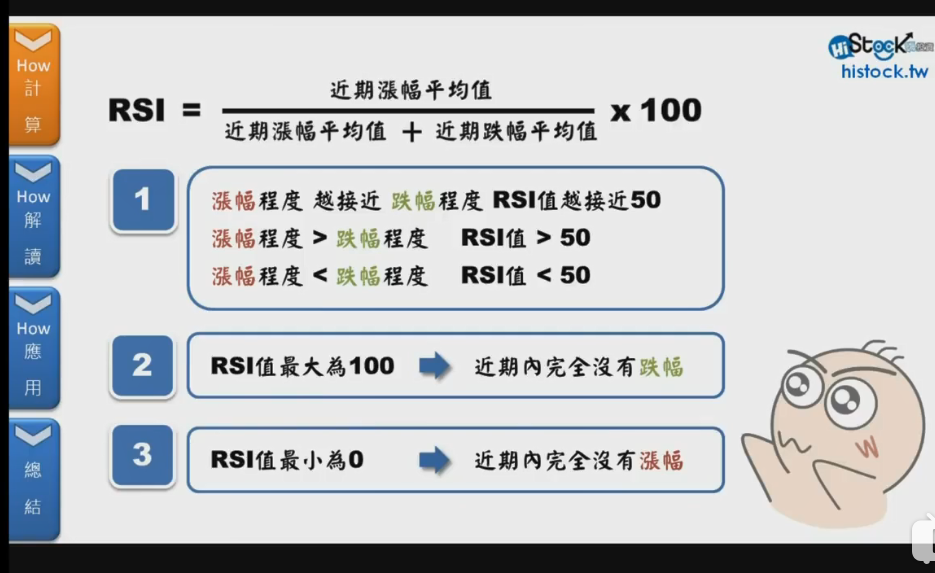 How
計
算
How
解
讀
How
應
用
總
結
HiStock
histock.tw
RSI = 近期漲幅平均值 x 100
近期漲幅平均值 + 近期跌幅平均值
1
漲幅程度 越接近 跌幅程度 RSI值越接近50
漲幅程度 > 跌幅程度 RSI值 > 50
漲幅程度 < 跌幅程度 RSI值 < 50
2
RSI值最大為100 近期內完全沒有跌幅
3
RSI值最小為0 近期內完全沒有漲幅